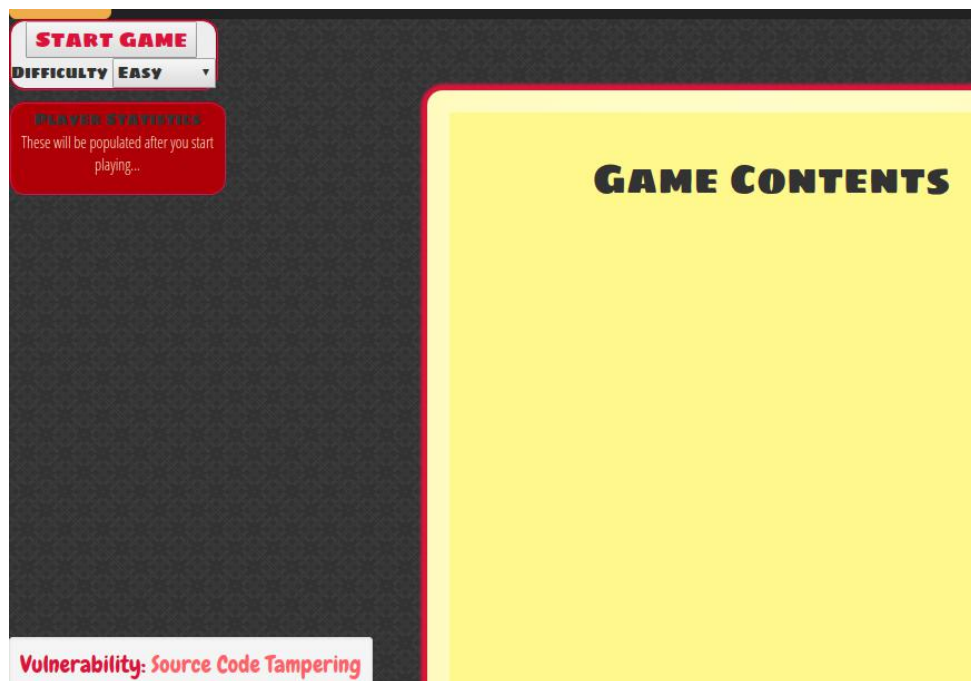 START GAME
DIFFICULTY EASY
PLAYER STATISTICS
These will be populated after you start
playing...
GAME CONTENTS
Vulnerability: Source Code Tampering